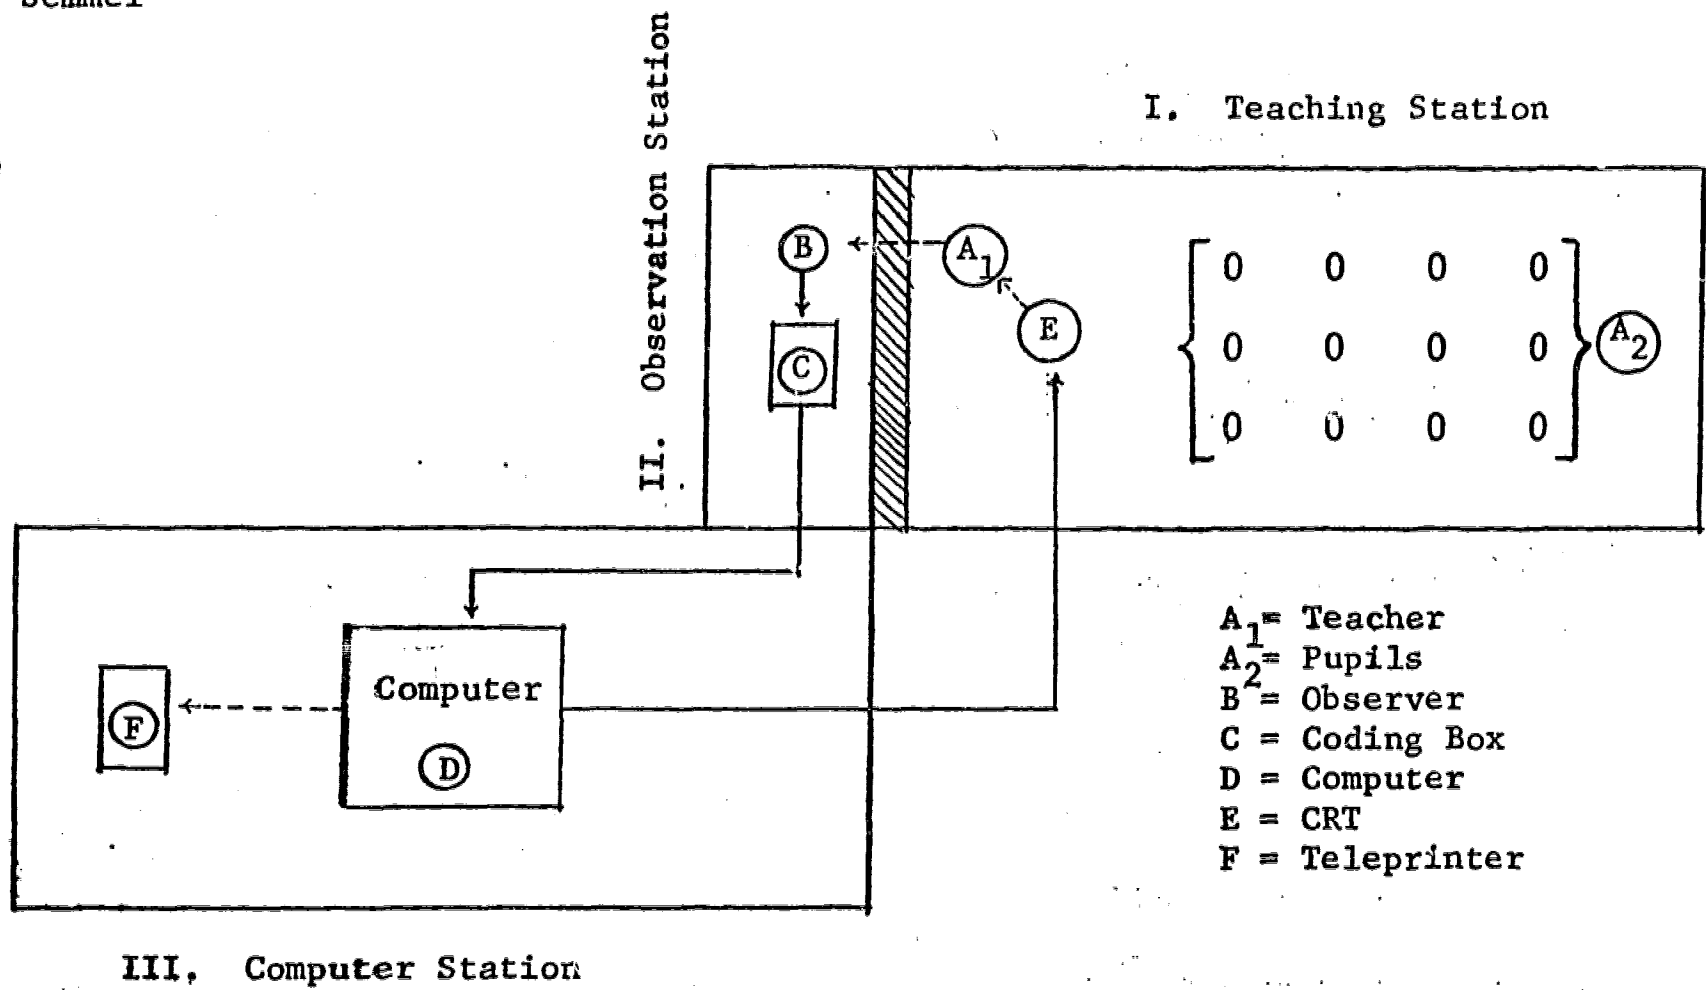 I. Teaching Station
II. Observation Station
B A1
0 0 0 0
E
0 0 0 0 A2
C
0 0 0 0
Computer
F
D
A1= Teacher
A2= Pupils
B = Observer
C = Coding Box
D = Computer
E = CRT
F = Teleprinter
III. Computer Station